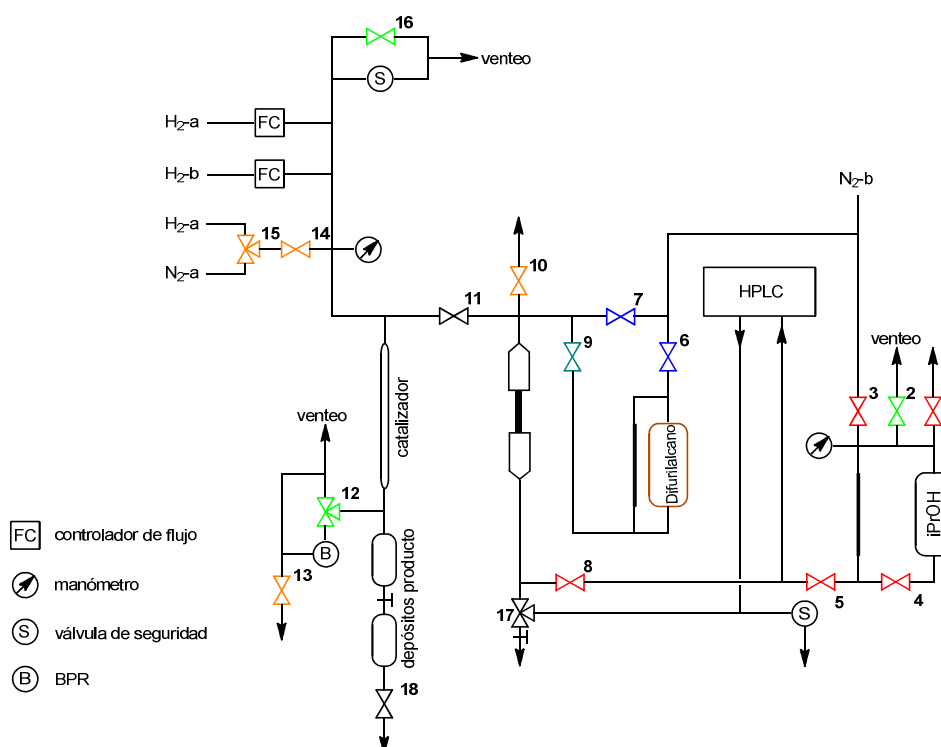 16
venteo
S
H2-a
FC
H2-b
FC
N2-b
H2-a
15
14
N2-a
10
HPLC
11
7
9
6
venteo
3
2
catalizador
Difurilalcano
iPrOH
venteo
12
FC
controlador de flujo
B
manómetro
13
8
5
4
depósitos producto
17
S
S
válvula de seguridad
B
BPR
18